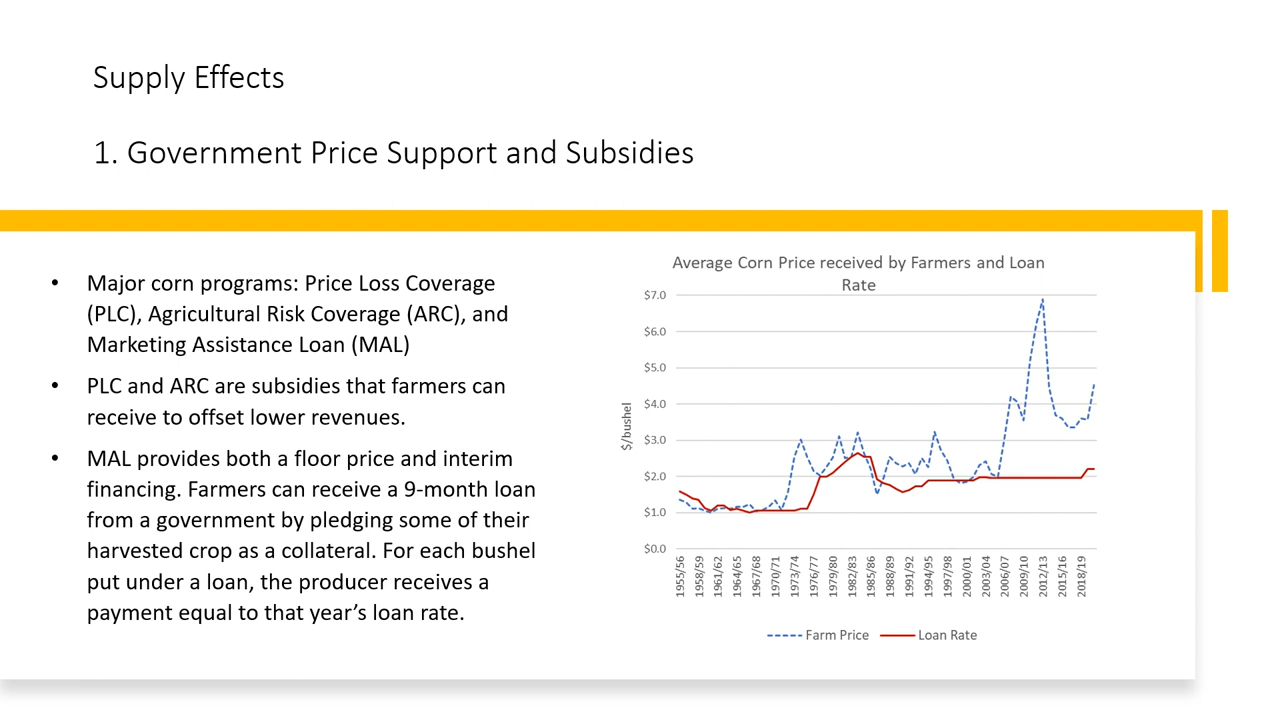 Supply Effects
1. Government Price Support and Subsidies
• Major corn programs: Price Loss Coverage
(PLC), Agricultural Risk Coverage (ARC), and
Marketing Assistance Loan (MAL)
• PLC and ARC are subsidies that farmers can
receive to offset lower revenues.
• MAL provides both a floor price and interim
financing. Farmers can receive a 9-month loan
from a government by pledging some of their
harvested crop as a collateral. For each bushel
put under a loan, the producer receives a
payment equal to that year’s loan rate.
Average Corn Price received by Farmers and Loan
Rate
$7.0
$6.0
$5.0
$4.0
$3.0
$2.0
$1.0
$0.0
$/bushel
1955/56
1958/59
1961/62
1964/65
1967/68
1970/71
1973/74
1976/77
1979/80
1982/83
1985/86
1988/89
1991/92
1994/95
1997/98
2000/01
2003/04
2006/07
2009/10
2012/13
2015/16
2018/19
Farm Price
Loan Rate